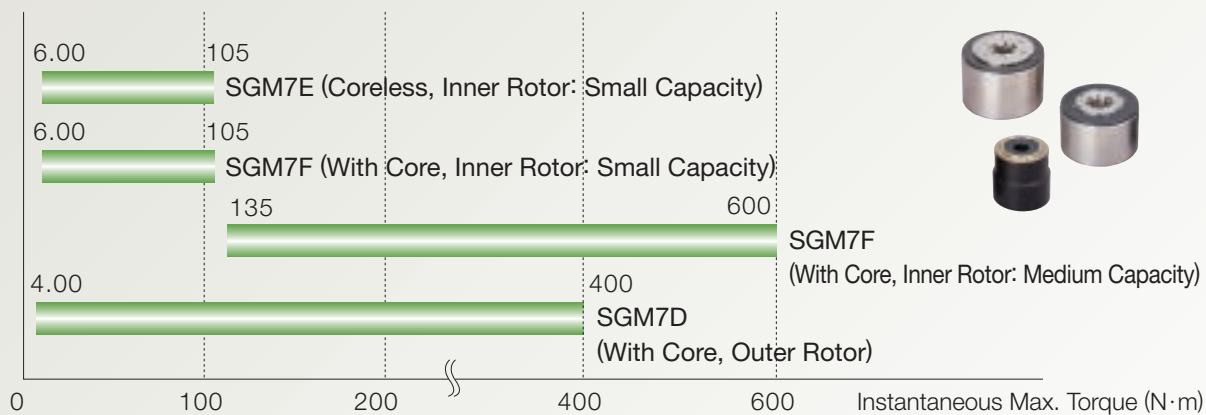 6.00 105
SGM7E (Coreless, Inner Rotor: Small Capacity)
6.00 105
SGM7F (With Core, Inner Rotor: Small Capacity)
135 600
SGM7F
(With Core, Inner Rotor: Medium Capacity)
4.00 400
SGM7D
(With Core, Outer Rotor)
0 100 200 400 600 Instantaneous Max. Torque (N·m)